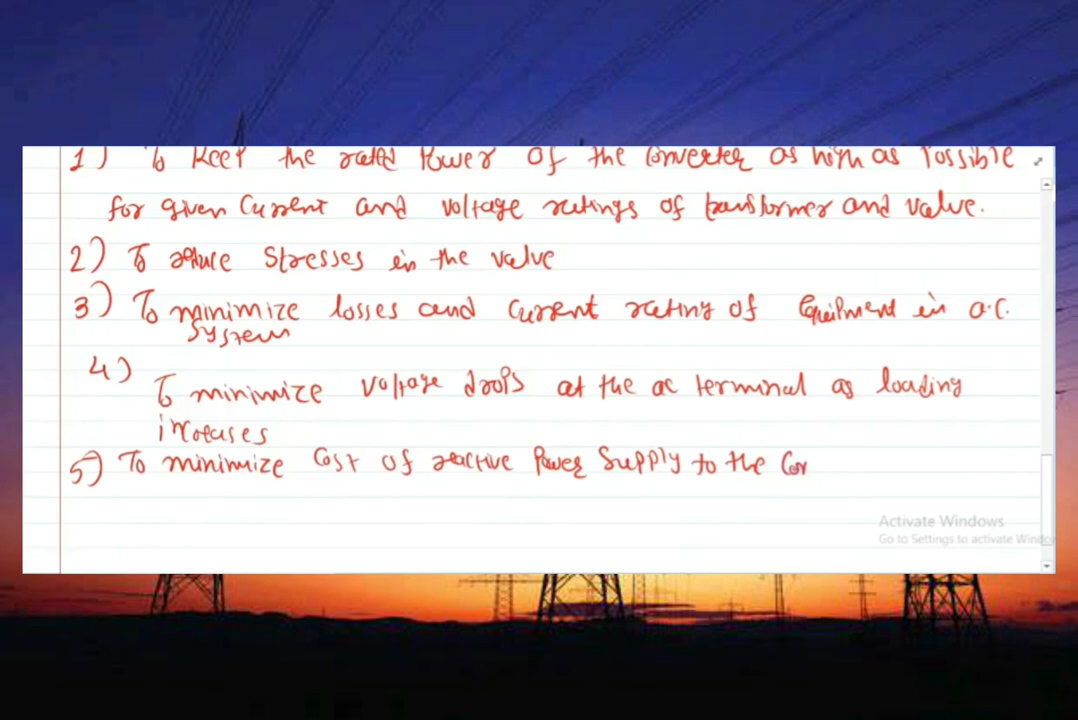 1) To Keep the rated Power of the Converter as high as Possible
for given Current and voltage ratings of transformer and valve.
2) To reduce Stresses in the valve
3) To minimize losses and Current rating of Equipment in a.c.
System
4)
To minimize voltage drops at the ac terminal as loading
increases
5) To minimize Cost of reactive Power Supply to the Con
Activate Windows
Go to Settings to activate Windo